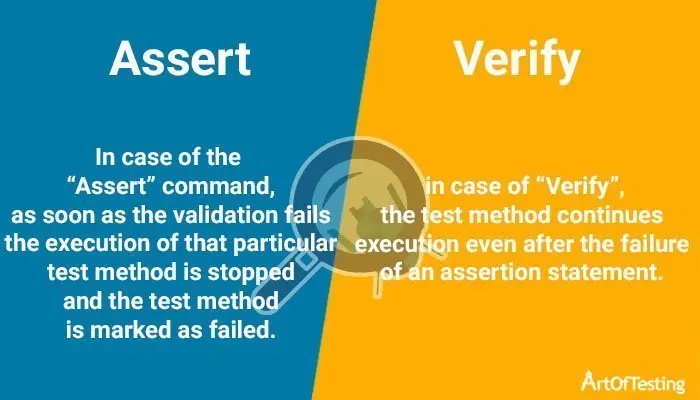 Assert
In case of the
“Assert” command,
as soon as the validation fails
the execution of that particular
test method is stopped
and the test method
is marked as failed.
Verify
in case of “Verify”,
the test method continues
execution even after the failure
of an assertion statement.
ArtOfTesting